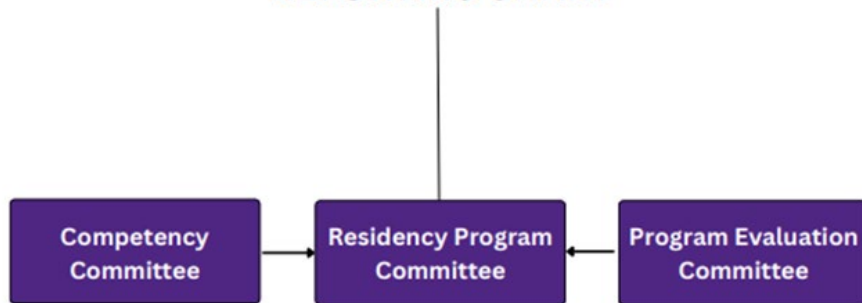 Competency
Committee
Residency Program
Committee
Program Evaluation
Committee